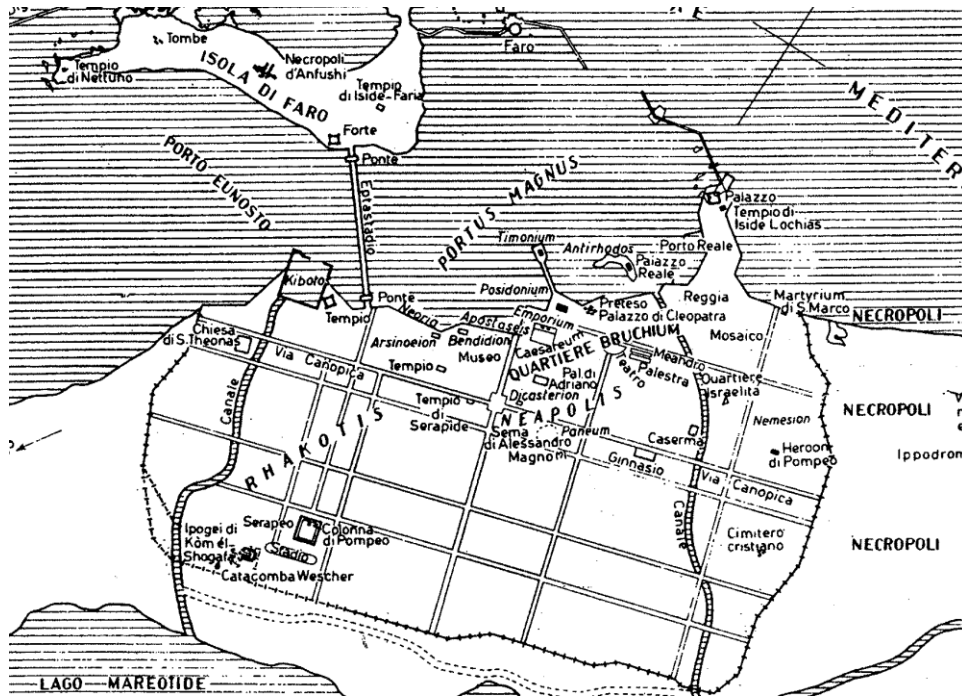 Tombe
Tempio
di Nettuno
Necropoli
d'Anfushi
ISOLA DI FARO
Tempio
di Iside-Faria
Forte
Ponte
Faro
E
MEDITER
PORTO EUNOSTO
Eptastadio
PORTUS MAGNUS
Palazzo
Tempio di
Iside Lochias
Timonium
Antirhodos
Porto Reale
Palazzo
Reale
Kiboto
Tempio
Ponte
Neoria
Posidonium
Apostaseis
Emporium
Preteso
Palazzo di Cleopatra
Reggia
Martyrium
di S. Marco
NECROPOLI
Chiesa
di S. Theonas
Via Canopica
Arsinoeion
Bendidion
Museo
Caesareum
QUARTIERE BRUCHIUM
Mosaico
Tempio
Pal. di
Adriano
Teatro
Meandro
Palestra
Quartiere
Israelita
Canale
Tempio
di
Serapide
Dicasterion
NEAPOLIS
Nemesion
NECROPOLI
RHAKOTIS
Sema
di Alessandro
Magno
Paneum
Caserma
Ginnasio
Heroon
di Pompeo
Ippodrom
Via Canopica
Serapeo
Colonna
di Pompeo
Canale
Cimitero
cristiano
NECROPOLI
Ipogei di
Kôm el-
Shogafa
Stadio
Catacomba Wescher
LAGO MAREOTIDE